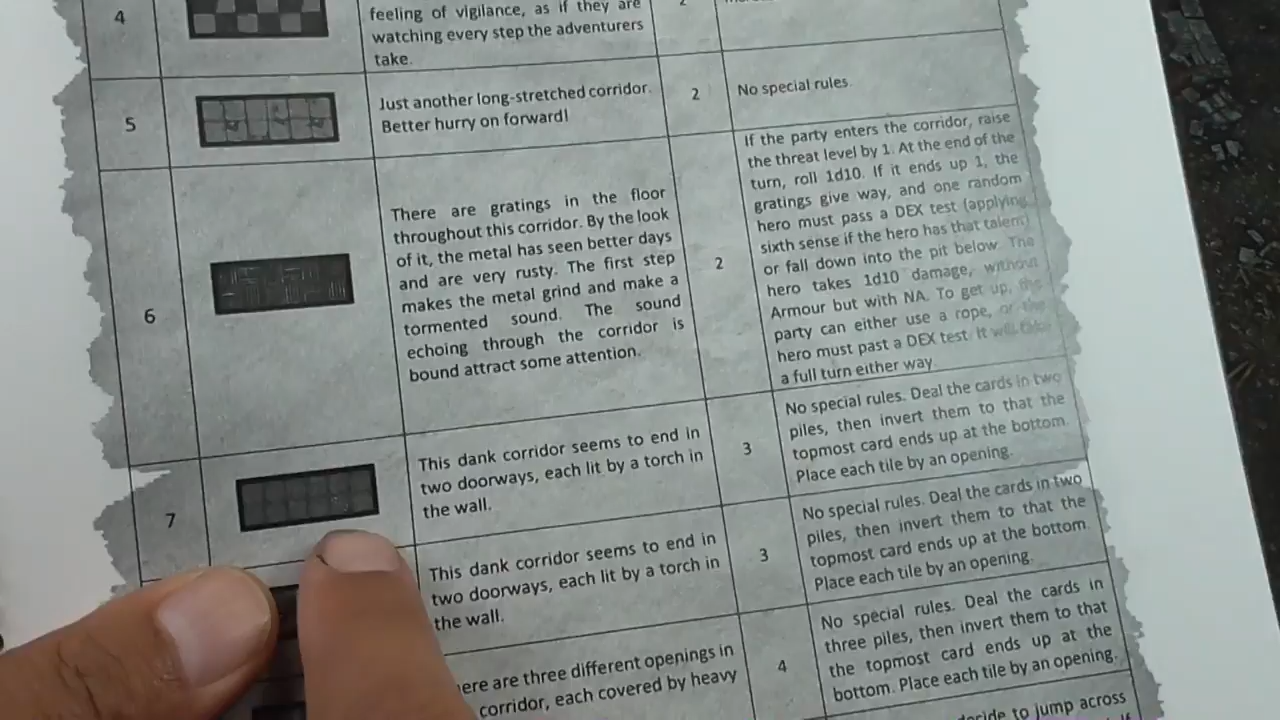 4
feeling of vigilance, as if they are
watching every step the adventurers
take.
2
5
Just another long-stretched corridor.
Better hurry on forward!
2
No special rules.
6
There are gratings in the floor
throughout this corridor. By the look
of it, the metal has seen better days
and are very rusty. The first step
makes the metal grind and make a
tormented sound. The sound
echoing through the corridor is
bound attract some attention.
2
If the party enters the corridor, raise
the threat level by 1. At the end of the
turn, roll 1d10. If it ends up 1, the
gratings give way, and one random
hero must pass a DEX test (applying
sixth sense if the hero has that talent)
or fall down into the pit below. The
hero takes 1d10 damage, without
Armour but with NA. To get up, the
party can either use a rope, or the
hero must past a DEX test. It will take
a full turn either way.
7
This dank corridor seems to end in
two doorways, each lit by a torch in
the wall.
3
No special rules. Deal the cards in two
piles, then invert them to that the
topmost card ends up at the bottom.
Place each tile by an opening.
This dank corridor seems to end in
two doorways, each lit by a torch in
the wall.
3
No special rules. Deal the cards in two
piles, then invert them to that the
topmost card ends up at the bottom.
Place each tile by an opening.
ere are three different openings in
corridor, each covered by heavy
4
No special rules. Deal the cards in
three piles, then invert them to that
the topmost card ends up at the
bottom. Place each tile by an opening.
decide to jump across